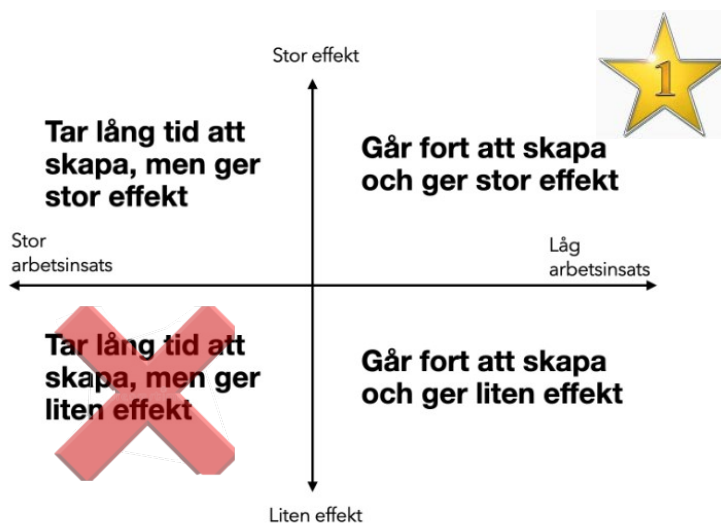 Stor effekt
1
Tar lång tid att
skapa, men ger
stor effekt
Går fort att skapa
och ger stor effekt
Stor
arbetsinsats
Låg
arbetsinsats
Tar lång tid att
skapa, men ger
liten effekt
Går fort att skapa
och ger liten effekt
Liten effekt